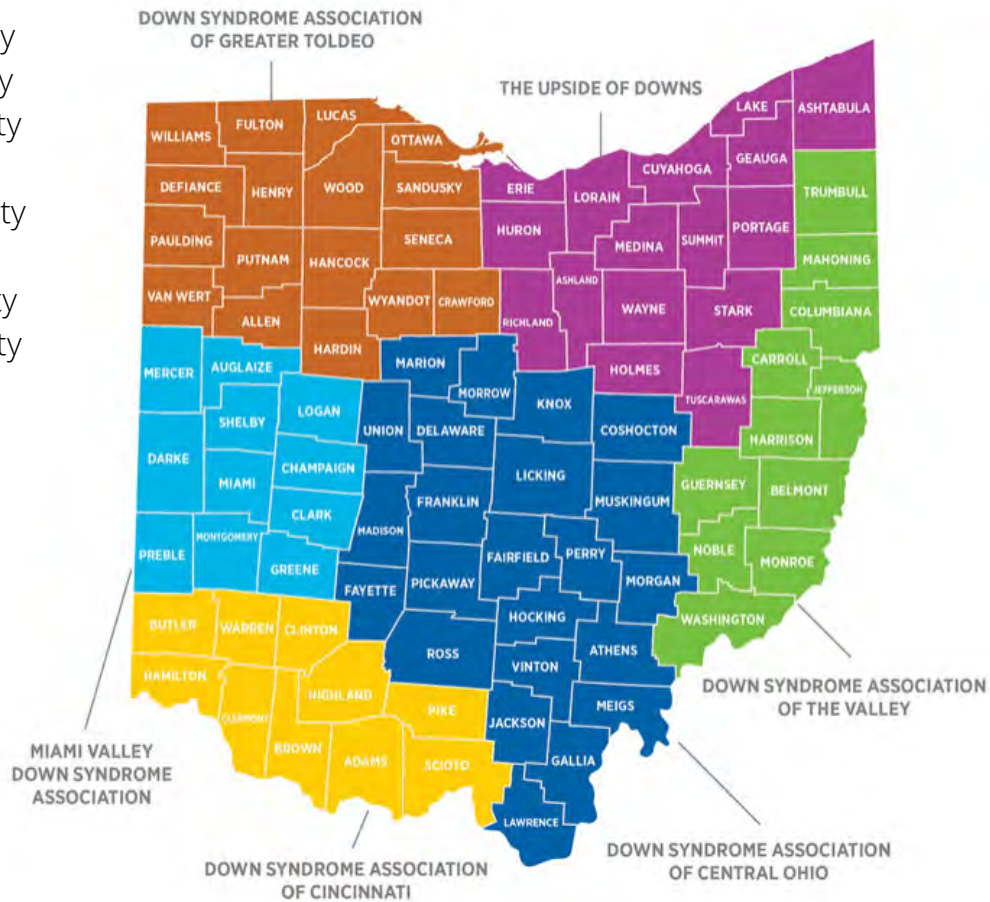 DOWN SYNDROME ASSOCIATION
OF GREATER TOLDEO
y
y
ty
ty
ty
ty
THE UPSIDE OF DOWNS
LAKE
ASHTABULA
WILLIAMS
FULTON
LUCAS
OTTAWA
CUYAHOGA
GEAUGA
DEFIANCE
HENRY
WOOD
SANDUSKY
ERIE
LORAIN
TRUMBULL
PAULDING
PUTNAM
HANCOCK
SENECA
HURON
MEDINA
SUMMIT
PORTAGE
MAHONING
VAN WERT
ALLEN
WYANDOT
CRAWFORD
ASHLAND
RICHLAND
WAYNE
STARK
COLUMBIANA
HARDIN
MERCER
AUGLAIZE
MARION
MORROW
HOLMES
TUSCARAWAS
CARROLL
JEFFERSON
SHELBY
LOGAN
UNION
DELAWARE
KNOX
COSHOCTON
HARRISON
DARKE
MIAMI
CHAMPAIGN
LICKING
GUERNSEY
BELMONT
CLARK
FRANKLIN
MUSKINGUM
MADISON
PREBLE
MONTGOMERY
GREENE
FAYETTE
PICKAWAY
FAIRFIELD
PERRY
MORGAN
NOBLE
MONROE
BUTLER
WARREN
CLINTON
HOCKING
WASHINGTON
ROSS
VINTON
ATHENS
HAMILTON
CLERMONT
HIGHLAND
PIKE
JACKSON
MEIGS
BROWN
ADAMS
SCIOTO
GALLIA
LAWRENCE
DOWN SYNDROME ASSOCIATION
OF THE VALLEY
MIAMI VALLEY
DOWN SYNDROME
ASSOCIATION
DOWN SYNDROME ASSOCIATION
OF CINCINNATI
DOWN SYNDROME ASSOCIATION
OF CENTRAL OHIO